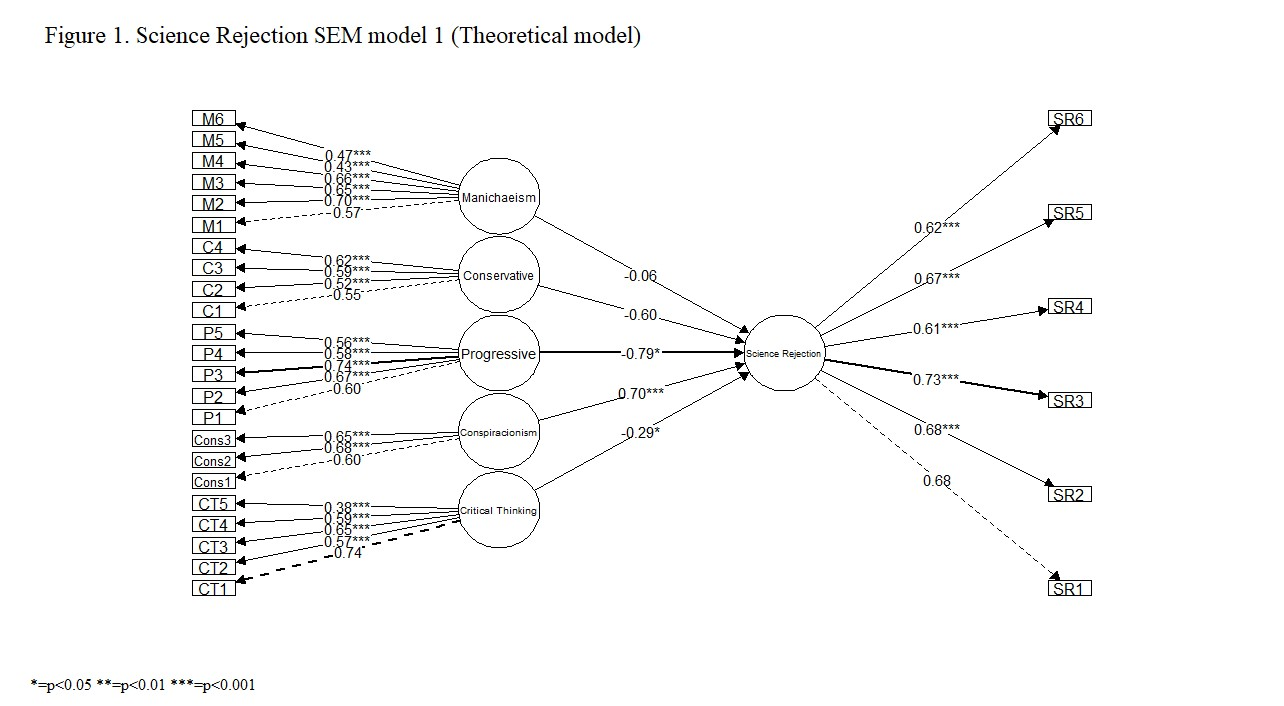 Figure 1. Science Rejection SEM model 1 (Theoretical model)
M6
M5
M4
M3
M2
M1
C4
C3
C2
C1
P5
P4
P3
P2
P1
Cons3
Cons2
Cons1
CT5
CT4
CT3
CT2
CT1
0.47***
0.43***
0.66***
0.65***
0.70***
0.57
0.62***
0.59***
0.52***
0.55
0.56***
0.58***
0.74***
0.67***
0.60
0.65***
0.68***
0.60
0.38***
0.59***
0.65***
0.57***
0.74
Manichaeism
Conservative
Progressive
Conspiracionism
Critical Thinking
-0.06
-0.60
-0.79*
0.70***
-0.29*
Science Rejection
0.62***
0.67***
0.61***
0.73***
0.68***
0.68
SR6
SR5
SR4
SR3
SR2
SR1
*=p<0.05 **=p<0.01 ***=p<0.001